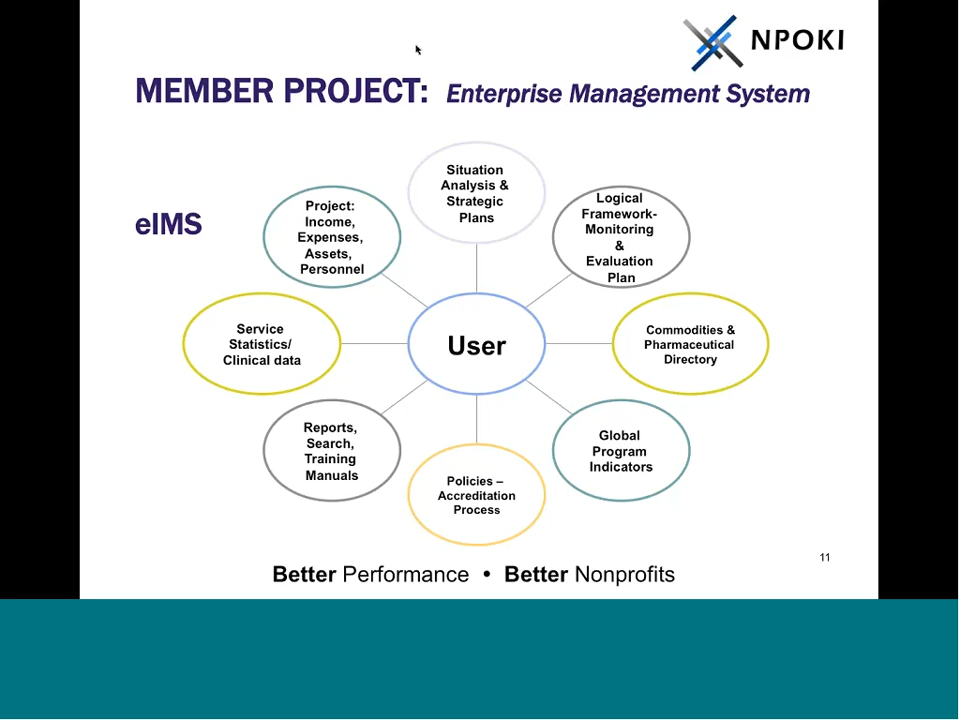 NPOKI
MEMBER PROJECT: Enterprise Management System
eIMS
Situation
Analysis &
Strategic
Plans
Project:
Income,
Expenses,
Assets,
Personnel
Logical
Framework-
Monitoring
&
Evaluation
Plan
Service
Statistics/
Clinical data
User
Commodities &
Pharmaceutical
Directory
Reports,
Search,
Training
Manuals
Policies –
Accreditation
Process
Global
Program
Indicators
11
Better Performance • Better Nonprofits